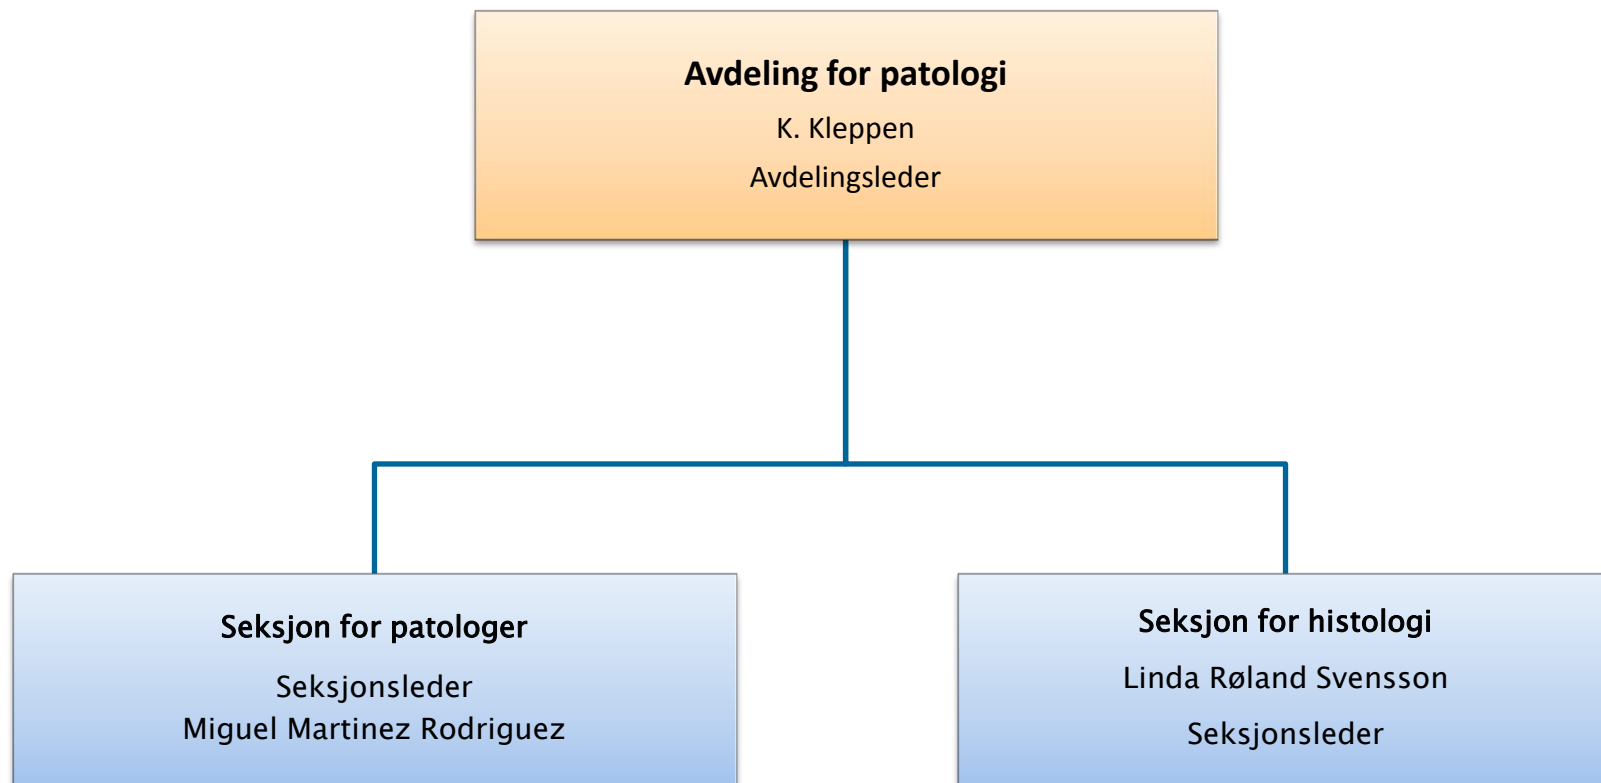 Avdeling for patologi
K. Kleppen
Avdelingsleder
Seksjon for patologer
Seksjonsleder
Miguel Martinez Rodriguez
Seksjon for histologi
Linda Røland Svensson
Seksjonsleder